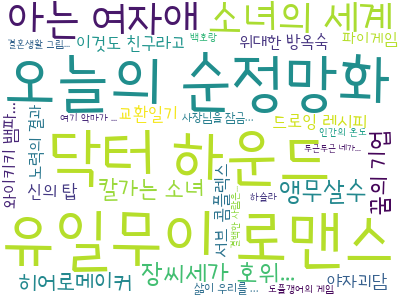 아는 여자애
소녀의 세계
결혼생활 그림...
이것도 친구라고
백호랑
위대한 방옥숙
파이게임
오늘의 순정망화
와이키키 뱀파...
노력의 결과
교환일기
여기 악마가 ...
사장님을 잠금...
드로잉 레시피
인간의 온도
닥터 하운드
두근두근 네가...
꿈의 기업
신의 탑
칼가는 소녀
서브 콤플렉스
하슬라
앵무살수
유일무이 로맨스
히어로메이커
장씨세가 호위...
삶이 우리를 ...
도플갱어의 게임
야자괴담